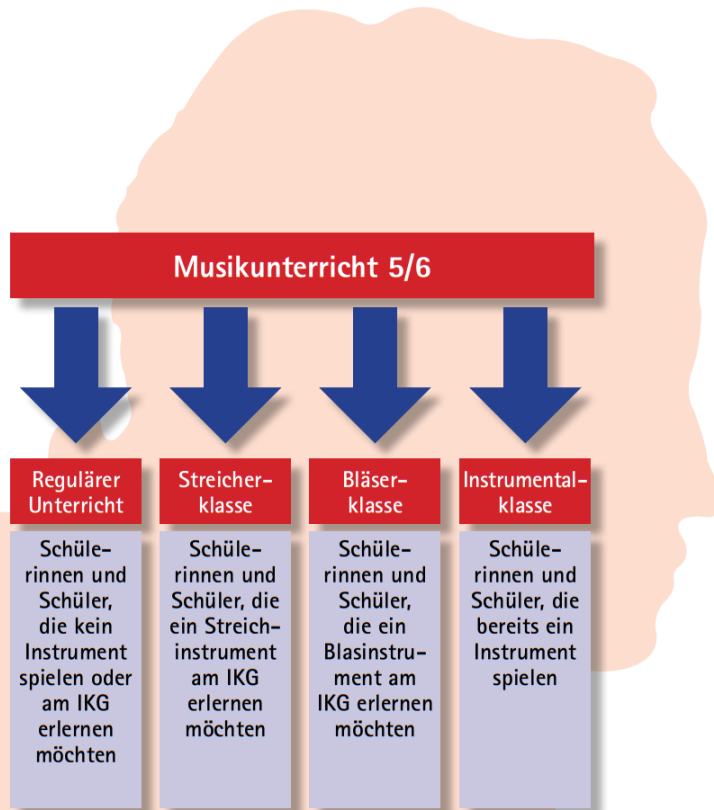 Musikunterricht 5/6
Regulärer
Unterricht
Schüle-
rinnen und
Schüler,
die kein
Instrument
spielen oder
am IKG
erlernen
möchten
Streicher-
klasse
Schüle-
rinnen und
Schüler, die
ein Streich-
instrument
am IKG
erlernen
möchten
Bläser-
klasse
Schüle-
rinnen und
Schüler,
die ein
Blasinstru-
ment am
IKG erlernen
möchten
Instrumental-
klasse
Schüle-
rinnen und
Schüler, die
bereits ein
Instrument
spielen